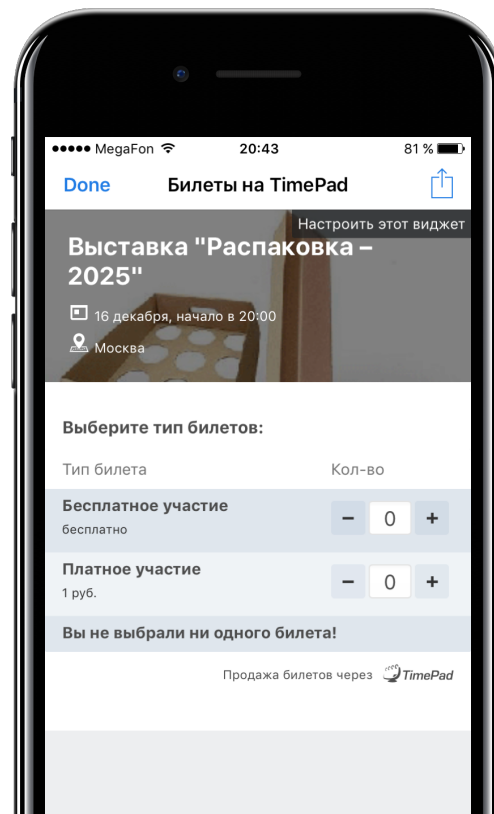 MegaFon 20:43 81 %
Done Билеты на TimePad
Настроить этот виджет
Выставка "Распаковка –
2025"
16 декабря, начало в 20:00
Москва
Выберите тип билетов:
Тип билета Кол-во
Бесплатное участие
бесплатно
− 0 +
Платное участие
1 руб.
− 0 +
Вы не выбрали ни одного билета!
Продажа билетов через TimePad